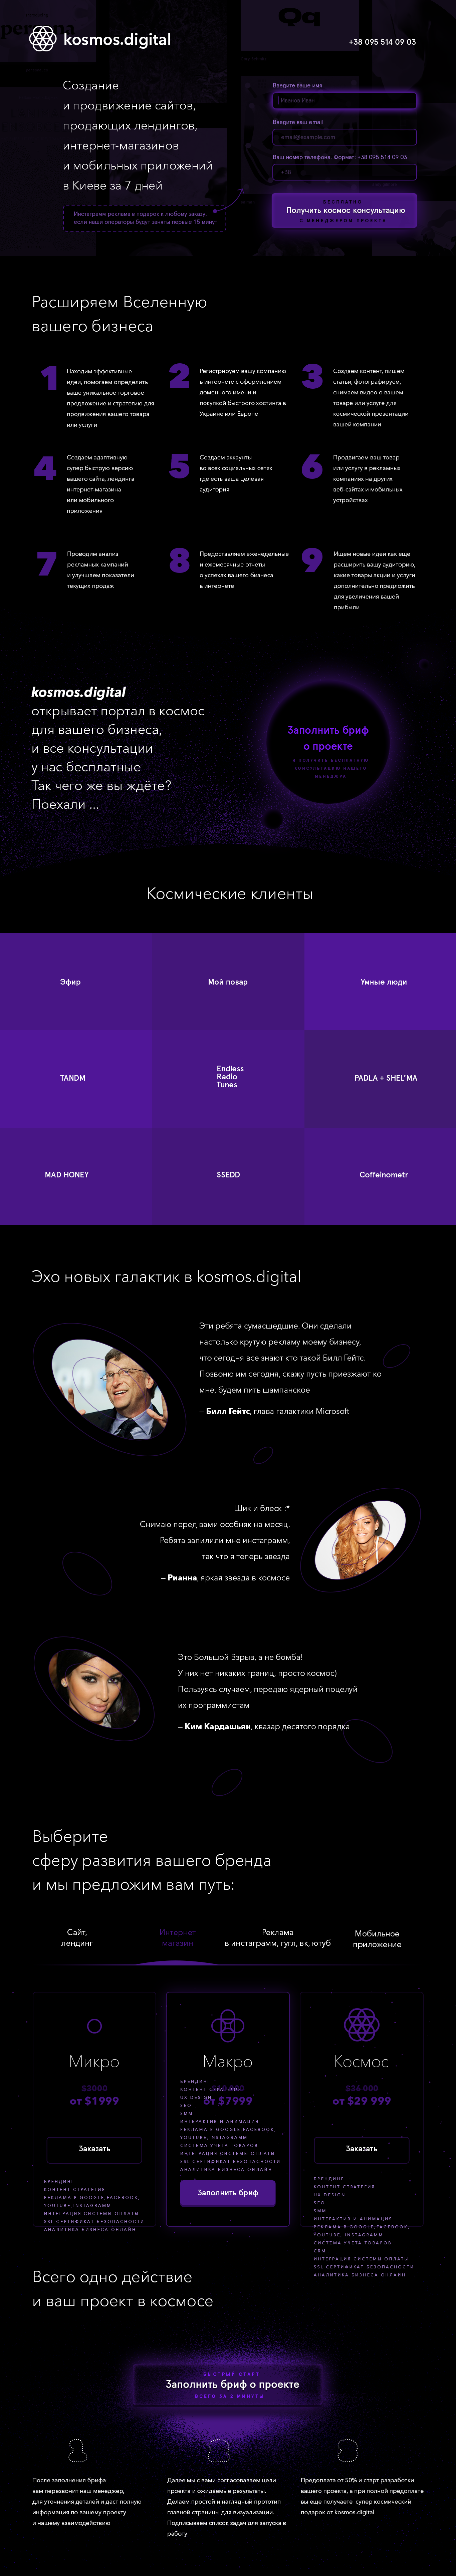 kosmos.digital
+38 095 514 09 03
Qq
Создание
и продвижение сайтов,
продающих лендингов,
интернет-магазинов
и мобильных приложений
в Киеве за 7 дней
Инстаграмм реклама в подарок к любому заказу,
если наши операторы будут заняты первые 15 минут
Введите ваше имя
Иванов Иван
Введите ваш email
email@example.com
Ваш номер телефона. Формат: +38 095 514 09 03
+38
БЕСПЛАТНО
Получить космос консультацию
С МЕНЕДЖЕРОМ ПРОЕКТА
Расширяем Вселенную
вашего бизнеса
1
Находим эффективные
идеи, помогаем определить
ваше уникальное торговое
предложение и стратегию для
продвижения вашего товара
или услуги
2
Регистрируем вашу компанию
в интернете с оформлением
доменного имени и
покупкой быстрого хостинга в
Украине или Европе
3
Создаём контент, пишем
статьи, фотографируем,
снимаем видео о вашем
товаре или услуге для
космической презентации
вашей компании
4
Создаем адаптивную
супер быструю версию
вашего сайта, лендинга
интернет-магазина
или мобильного
приложения
5
Создаем аккаунты
во всех социальных сетях
где есть ваша целевая
аудитория
6
Продвигаем ваш товар
или услугу в рекламных
компаниях на других
веб-сайтах и мобильных
устройствах
7
Проводим анализ
рекламных кампаний
и улучшаем показатели
текущих продаж
8
Предоставляем еженедельные
и ежемесячные отчеты
о успехах вашего бизнеса
в интернете
9
Ищем новые идеи как еще
расширить вашу аудиторию,
какие товары акции и услуги
дополнительно предложить
для увеличения вашей
прибыли
kosmos.digital
открывает портал в космос
для вашего бизнеса,
и все консультации
у нас бесплатные
Так чего же вы ждёте?
Поехали ...
Заполнить бриф
о проекте
И ПОЛУЧИТЬ БЕСПЛАТНУЮ
КОНСУЛЬТАЦИЮ НАШЕГО
МЕНЕДЖЕРА
Космические клиенты
Эфир
Мой повар
Умные люди
TANDM
Endless
Radio
Tunes
PADLA + SHEL'MA
MAD HONEY
SSEDD
Coffeinometr
Эхо новых галактик в kosmos.digital
Эти ребята сумасшедшие. Они сделали
настолько крутую рекламу моему бизнесу,
что сегодня все знают кто такой Билл Гейтс.
Позвоню им сегодня, скажу пусть приезжают ко
мне, будем пить шампанское
– Билл Гейтс, глава галактики Microsoft
Шик и блеск :*
Снимаю перед вами особняк на месяц.
Ребята запилили мне инстаграмм,
так что я теперь звезда
– Рианна, яркая звезда в космосе
Это Большой Взрыв, а не бомба!
У них нет никаких границ, просто космос)
Пользуясь случаем, передаю ядерный поцелуй
их программистам
– Ким Кардашьян, квазар десятого порядка
Выберите
сферу развития вашего бренда
и мы предложим вам путь:
Сайт,
лендинг
Интернет
магазин
Реклама
в инстаграмм, гугл, вк, ютуб
Мобильное
приложение
Микро
от $1999
Заказать
БРЕНДИНГ
КОНТЕНТ СТРАТЕГИЯ
РЕКЛАМА В GOOGLE,FACEBOOK,
YOUTUBE,INSTAGRAMM
ИНТЕГРАЦИЯ СИСТЕМЫ ОПЛАТЫ
SSL СЕРТИФИКАТ БЕЗОПАСНОСТИ
АНАЛИТИКА БИЗНЕСА ОНЛАЙН
Макро
от $7999
БРЕНДИНГ
КОНТЕНТ СТРАТЕГИЯ
UX DESIGN
SEO
SMM
ИНТЕРАКТИВ И АНИМАЦИЯ
РЕКЛАМА В GOOGLE,FACEBOOK,
YOUTUBE,INSTAGRAMM
СИСТЕМА УЧЕТА ТОВАРОВ
ИНТЕГРАЦИЯ СИСТЕМЫ ОПЛАТЫ
SSL СЕРТИФИКАТ БЕЗОПАСНОСТИ
АНАЛИТИКА БИЗНЕСА ОНЛАЙН
Заполнить бриф
Космос
от $29 999
Заказать
БРЕНДИНГ
КОНТЕНТ СТРАТЕГИЯ
UX DESIGN
SEO
SMM
ИНТЕРАКТИВ И АНИМАЦИЯ
РЕКЛАМА В GOOGLE,FACEBOOK,
YOUTUBE, INSTAGRAMM
СИСТЕМА УЧЕТА ТОВАРОВ
CRM
ИНТЕГРАЦИЯ СИСТЕМЫ ОПЛАТЫ
SSL СЕРТИФИКАТ БЕЗОПАСНОСТИ
АНАЛИТИКА БИЗНЕСА ОНЛАЙН
Всего одно действие
и ваш проект в космосе
БЫСТРЫЙ СТАРТ
Заполнить бриф о проекте
ВСЕГО ЗА 2 МИНУТЫ
1
После заполнения брифа
вам перезвонит наш менеджер,
для уточнения деталей и даст полную
информация по вашему проекту
и нашему взаимодействию
2
Далее мы с вами согласоваваем цели
проекта и ожидаемые результаты.
Делаем простой и наглядный прототип
главной страницы для визуализации.
Подписываем список задач для запуска в
работу
3
Предоплата от 50% и старт разработки
вашего проекта, а при полной предоплате
вы еще получаете супер космический
подарок от kosmos.digital